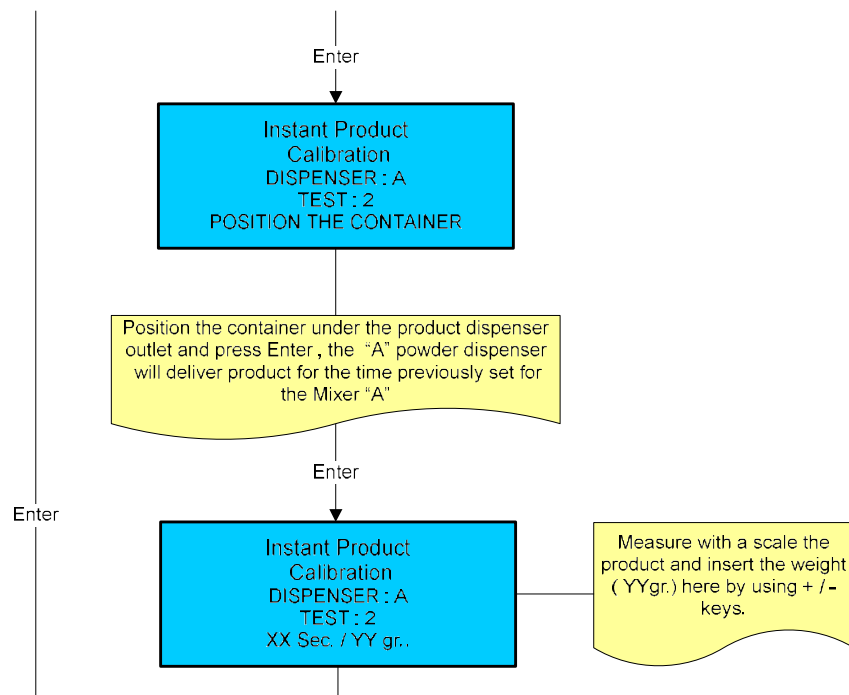 Enter
Instant Product
Calibration
DISPENSER : A
TEST : 2
POSITION THE CONTAINER
Position the container under the product dispenser
outlet and press Enter , the “A” powder dispenser
will deliver product for the time previously set for
the Mixer “A”
Enter
Enter
Instant Product
Calibration
DISPENSER : A
TEST : 2
XX Sec. / YY gr..
Measure with a scale the
product and insert the weight
( YYgr.) here by using + / -
keys.